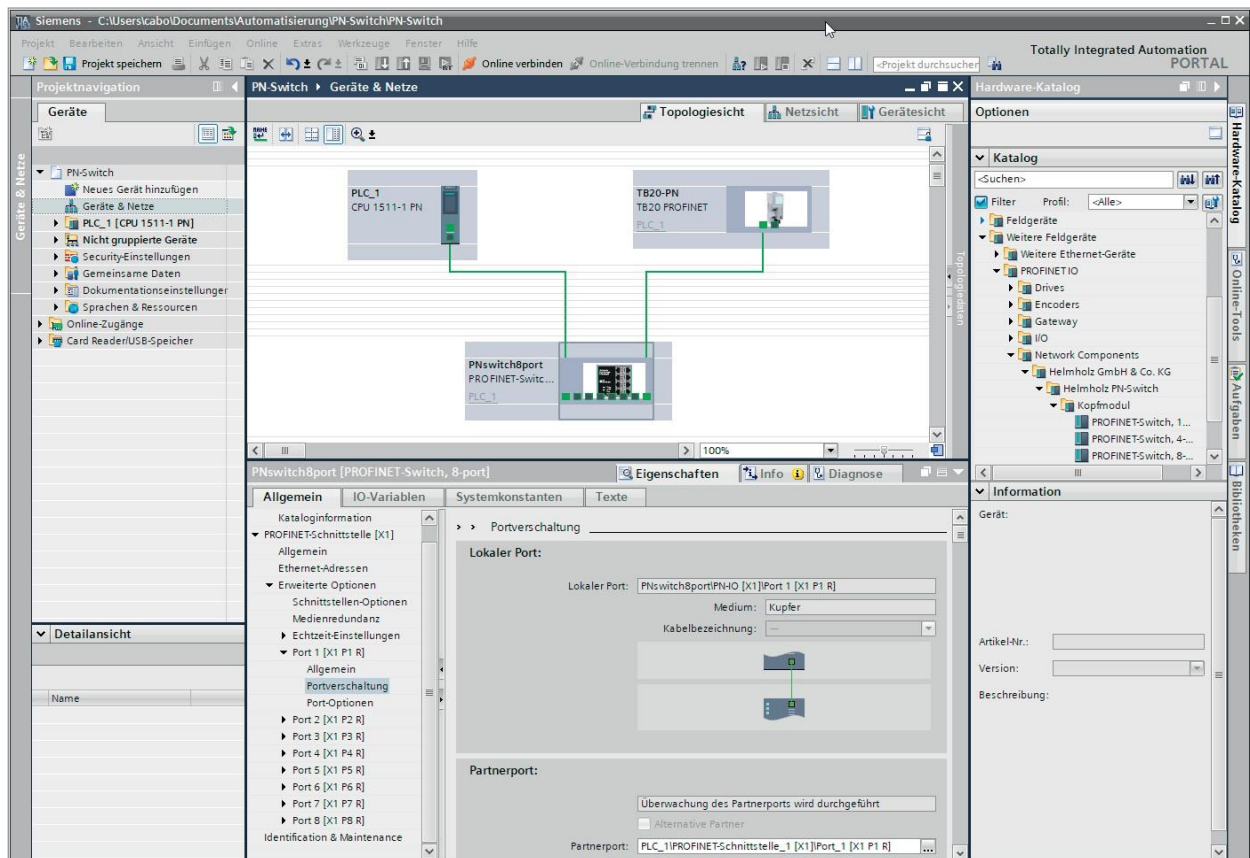 Siemens - C:\Users\cabo\Documents\Automatisierung\PN-Switch\PN-Switch
Projekt Bearbeiten Ansicht Einfügen Online Extras Werkzeuge Fenster Hilfe
Projekt speichern
Online verbinden
Online-Verbindung trennen
<Projekt durchsuchen
Totally Integrated Automation
PORTAL
Projektnavigation
Geräte
Geräte & Netze
PN-Switch
Neues Gerät hinzufügen
Geräte & Netze
PLC_1 [CPU 1511-1 PN]
Nicht gruppierte Geräte
Security-Einstellungen
Gemeinsame Daten
Dokumentationseinstellunger
Sprachen & Ressourcen
Online-Zugänge
Card Reader/USB-Speicher
Detailansicht
Name
PN-Switch Geräte & Netze
Topologiesicht
Netzsicht
Gerätesicht
PLC_1
CPU 1511-1 PN
TB20-PN
TB20 PROFINET
PLC_1
PNswitch8port
PROFINET-Switc...
PLC_1
Topologiedaten
100%
PNswitch8port [PROFINET-Switch, 8-port]
Eigenschaften
Info
Diagnose
Allgemein
IO-Variablen
Systemkonstanten
Texte
Kataloginformation
PROFINET-Schnittstelle [X1]
Allgemein
Ethernet-Adressen
Erweiterte Optionen
Schnittstellen-Optionen
Medienredundanz
Echtzeit-Einstellungen
Port 1 [X1 P1 R]
Allgemein
Portverschaltung
Port-Optionen
Port 2 [X1 P2 R]
Port 3 [X1 P3 R]
Port 4 [X1 P4 R]
Port 5 [X1 P5 R]
Port 6 [X1 P6 R]
Port 7 [X1 P7 R]
Port 8 [X1 P8 R]
Identification & Maintenance
> > Portverschaltung
Lokaler Port:
Lokaler Port: PNswitch8port\PN-IO [X1]\Port 1 [X1 P1 R]
Medium: Kupfer
Kabelbezeichnung: ---
Partnerport:
Überwachung des Partnerports wird durchgeführt
Alternative Partner
Partnerport: PLC_1\PROFINET-Schnittstelle_1 [X1]\Port_1 [X1 P1 R] ...
Hardware-Katalog
Optionen
Katalog
<Suchen>
Filter
Profil: <Alle>
Feldgeräte
Weitere Feldgeräte
Weitere Ethernet-Geräte
PROFINET IO
Drives
Encoders
Gateway
I/O
Network Components
Helmholz GmbH & Co. KG
Helmholz PN-Switch
Kopfmodul
PROFINET-Switch, 1...
PROFINET-Switch, 4-...
PROFINET-Switch, 8-...
Information
Gerät:
Artikel-Nr.:
Version:
Beschreibung:
Hardware-Katalog
Online-Tools
Aufgaben
Bibliotheken